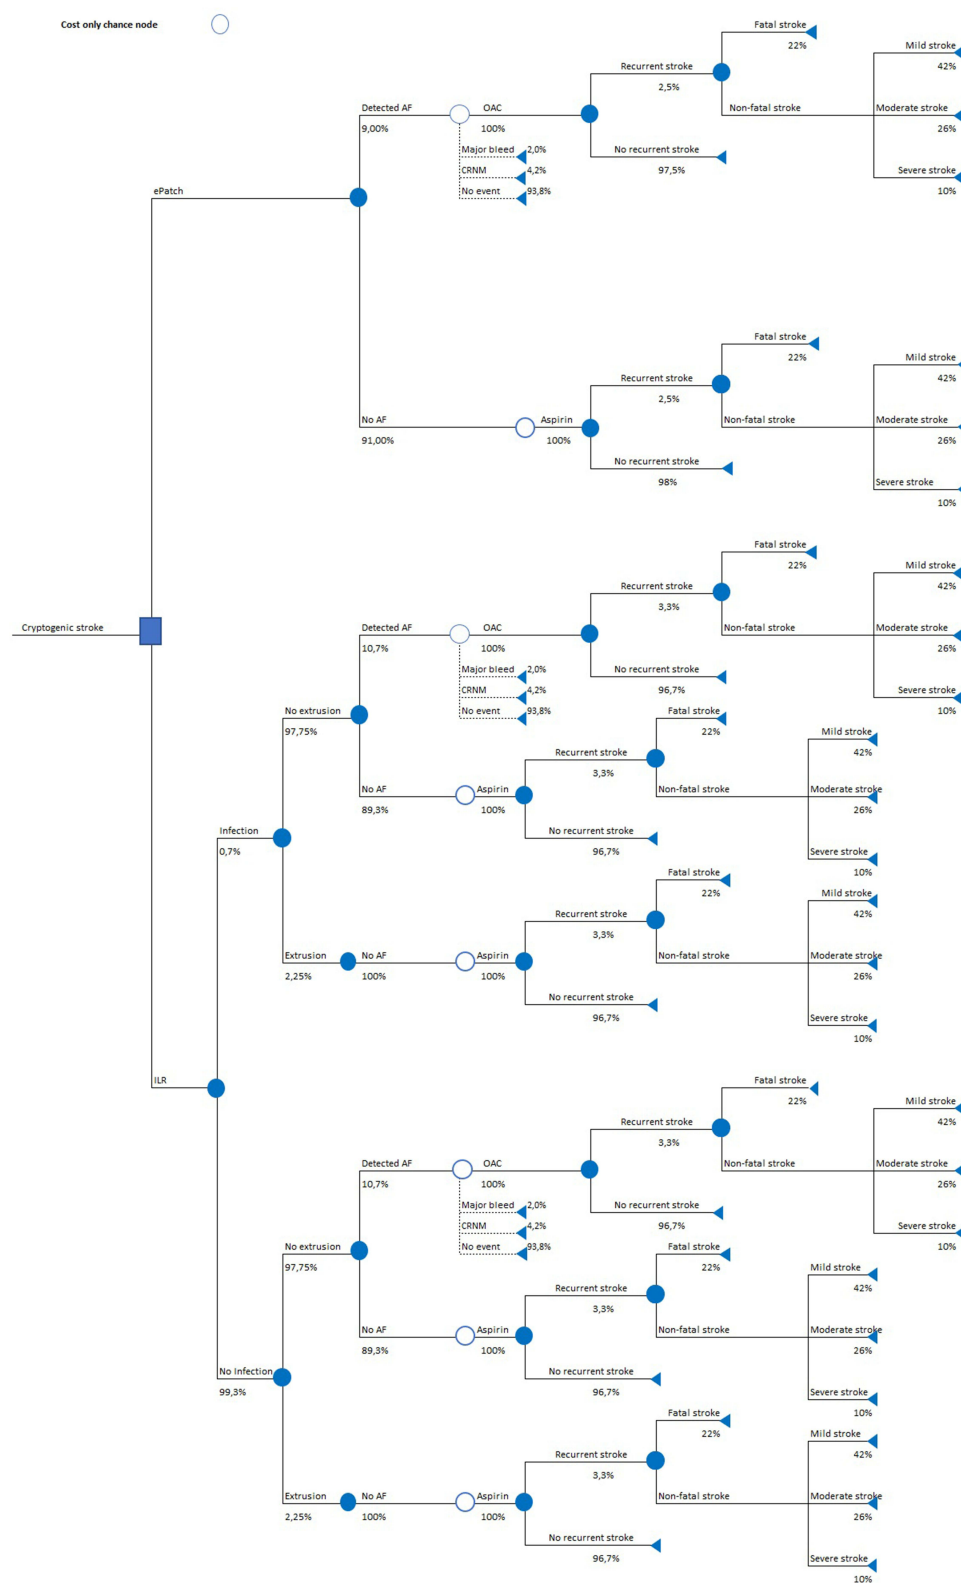 Cost only chance node
Fatal stroke
22%
Mild stroke
42%
Recurrent stroke
2,5%
Detected AF
9,00%
OAC
100%
Non-fatal stroke
Moderate stroke
26%
Major bleed 2,0%
CRNM 4,2%
No event 93,8%
No recurrent stroke
97,5%
Severe stroke
10%
ePatch
Fatal stroke
22%
Mild stroke
42%
Recurrent stroke
2,5%
No AF
91,00%
Aspirin
100%
Non-fatal stroke
Moderate stroke
26%
No recurrent stroke
98%
Severe stroke
10%
Fatal stroke
22%
Mild stroke
42%
Recurrent stroke
3,3%
Cryptogenic stroke
Detected AF
10,7%
OAC
100%
Non-fatal stroke
Moderate stroke
26%
Major bleed 2,0%
CRNM 4,2%
No event 93,8%
No recurrent stroke
96,7%
Severe stroke
10%
No extrusion
97,75%
Fatal stroke
22%
Mild stroke
42%
Recurrent stroke
3,3%
No AF
89,3%
Aspirin
100%
Non-fatal stroke
Moderate stroke
26%
Infection
0,7%
No recurrent stroke
96,7%
Severe stroke
10%
Fatal stroke
22%
Mild stroke
42%
Recurrent stroke
3,3%
Extrusion
2,25%
No AF
100%
Aspirin
100%
Non-fatal stroke
Moderate stroke
26%
No recurrent stroke
96,7%
Severe stroke
10%
ILR
Fatal stroke
22%
Mild stroke
42%
Recurrent stroke
3,3%
Detected AF
10,7%
OAC
100%
Non-fatal stroke
Moderate stroke
26%
Major bleed 2,0%
CRNM 4,2%
No event 93,8%
No recurrent stroke
96,7%
Severe stroke
10%
No extrusion
97,75%
Fatal stroke
22%
Mild stroke
42%
Recurrent stroke
3,3%
No AF
89,3%
Aspirin
100%
Non-fatal stroke
Moderate stroke
26%
No Infection
99,3%
No recurrent stroke
96,7%
Severe stroke
10%
Fatal stroke
22%
Mild stroke
42%
Recurrent stroke
3,3%
Extrusion
2,25%
No AF
100%
Aspirin
100%
Non-fatal stroke
Moderate stroke
26%
No recurrent stroke
96,7%
Severe stroke
10%